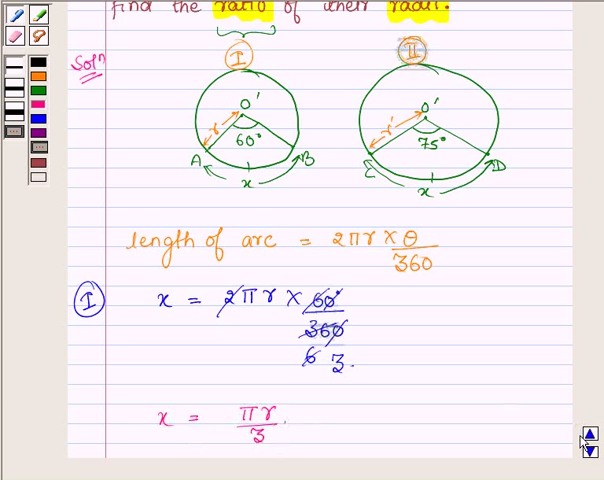 find the ratio of their radii.
Solⁿ
I
II
O'
r
60°
A
B
x
O'
r'
75°
C
D
x
length of arc = 2πr × θ
360
I
x = 2πr × 60°
360
6 3.
x = πr
3.